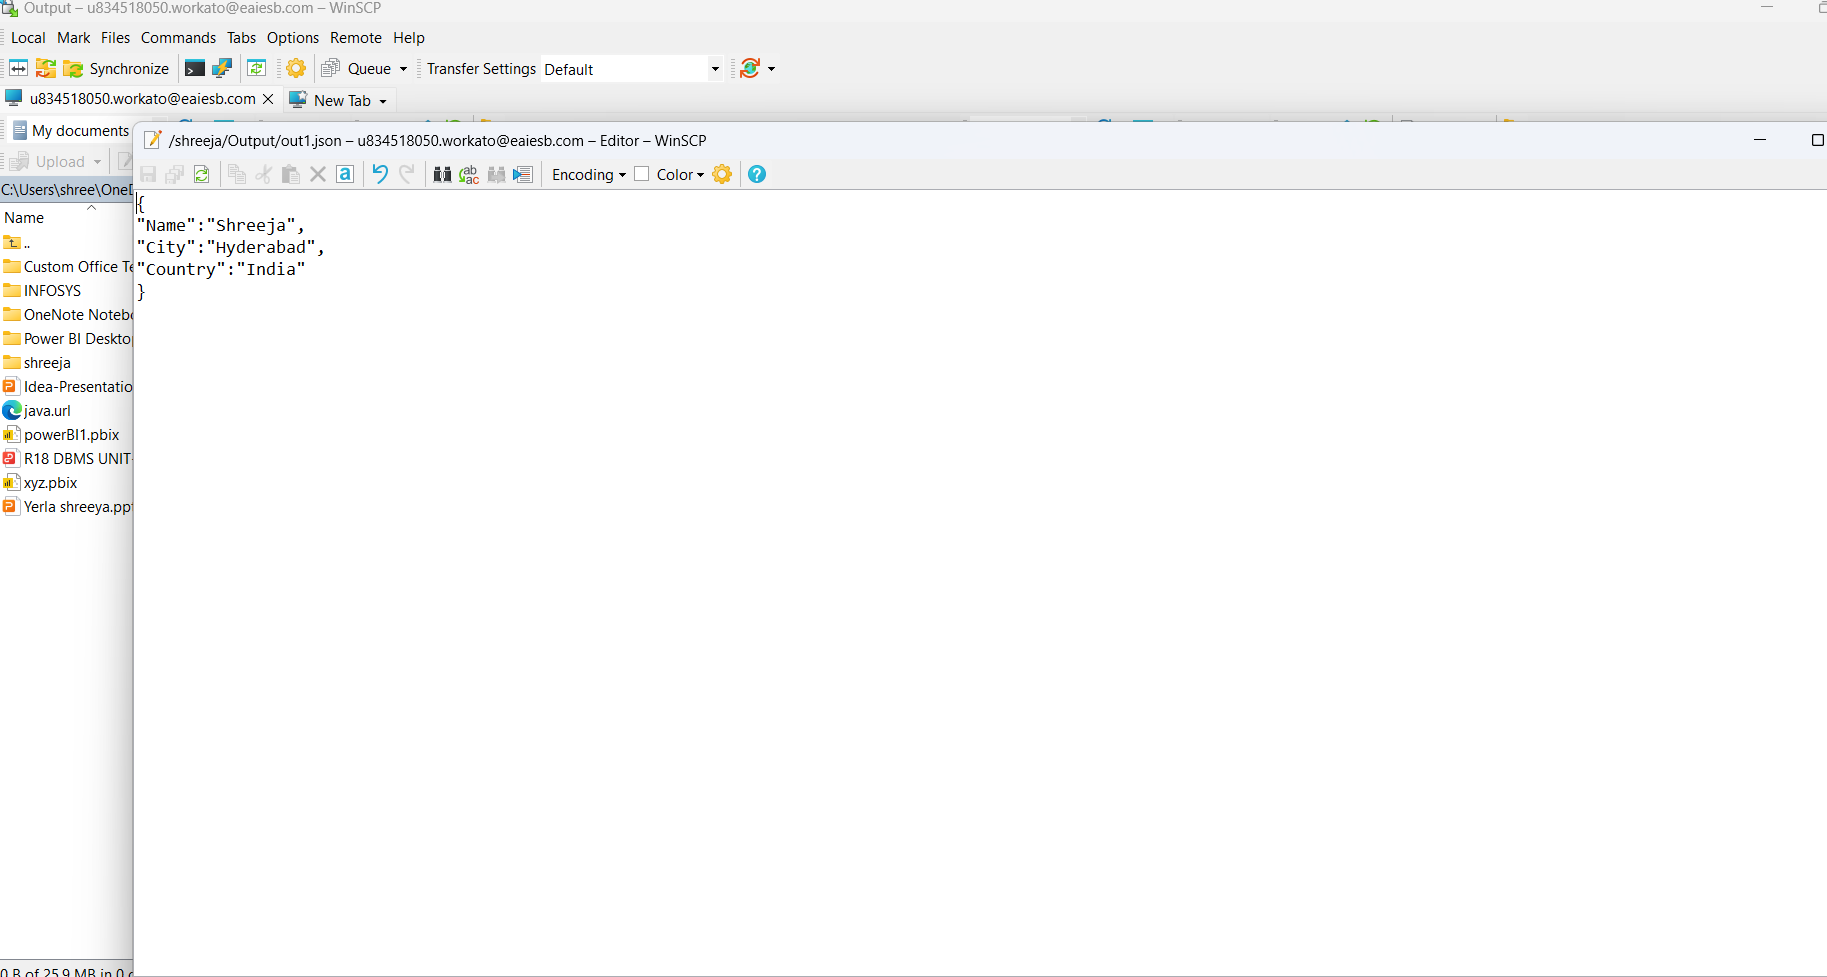 Output – u834518050.workato@eaiesb.com – WinSCP
Local Mark Files Commands Tabs Options Remote Help
Synchronize Queue Transfer Settings Default
u834518050.workato@eaiesb.com New Tab
My documents
/shreeja/Output/out1.json – u834518050.workato@eaiesb.com – Editor – WinSCP
Upload
Encoding Color
C:\Users\shree\OneD
Name
..
Custom Office Te
INFOSYS
OneNote Notebo
Power BI Desktop
shreeja
Idea-Presentatio
java.url
powerBI1.pbix
R18 DBMS UNIT-
xyz.pbix
Yerla shreeya.ppt
{
"Name":"Shreeja",
"City":"Hyderabad",
"Country":"India"
}
0 B of 25.9 MB in 0